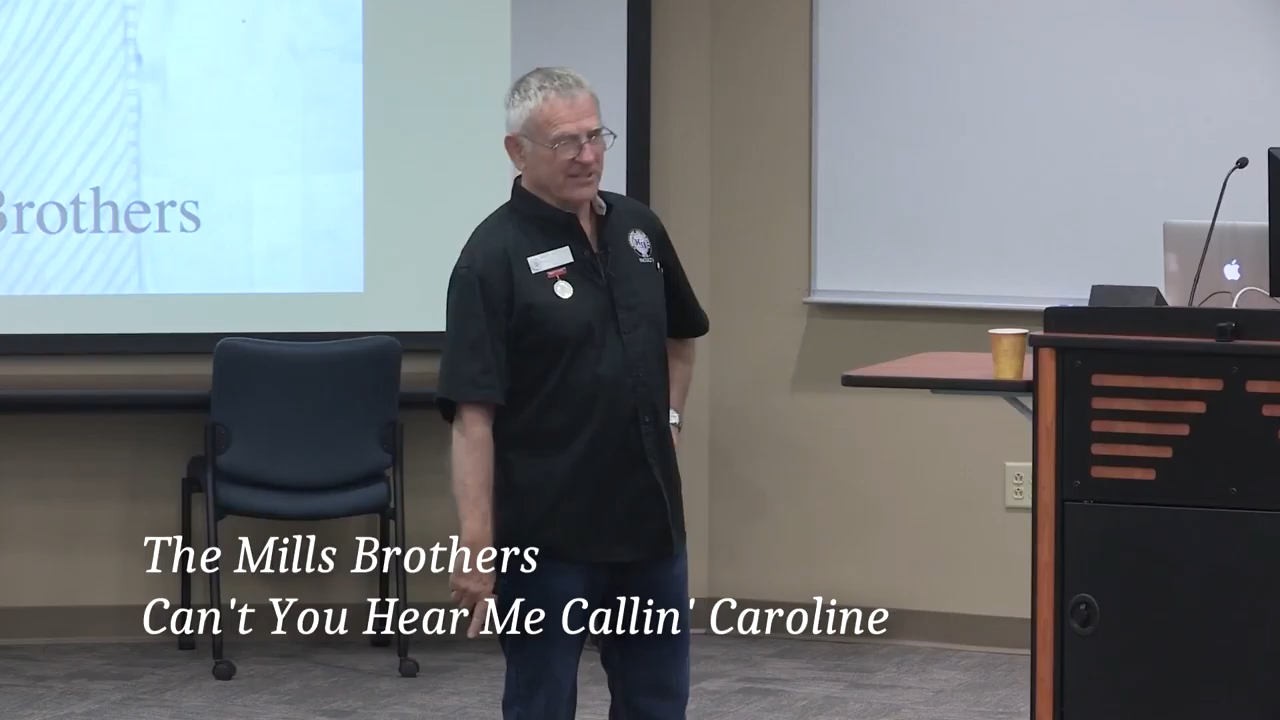 Brothers
The Mills Brothers
Can't You Hear Me Callin' Caroline